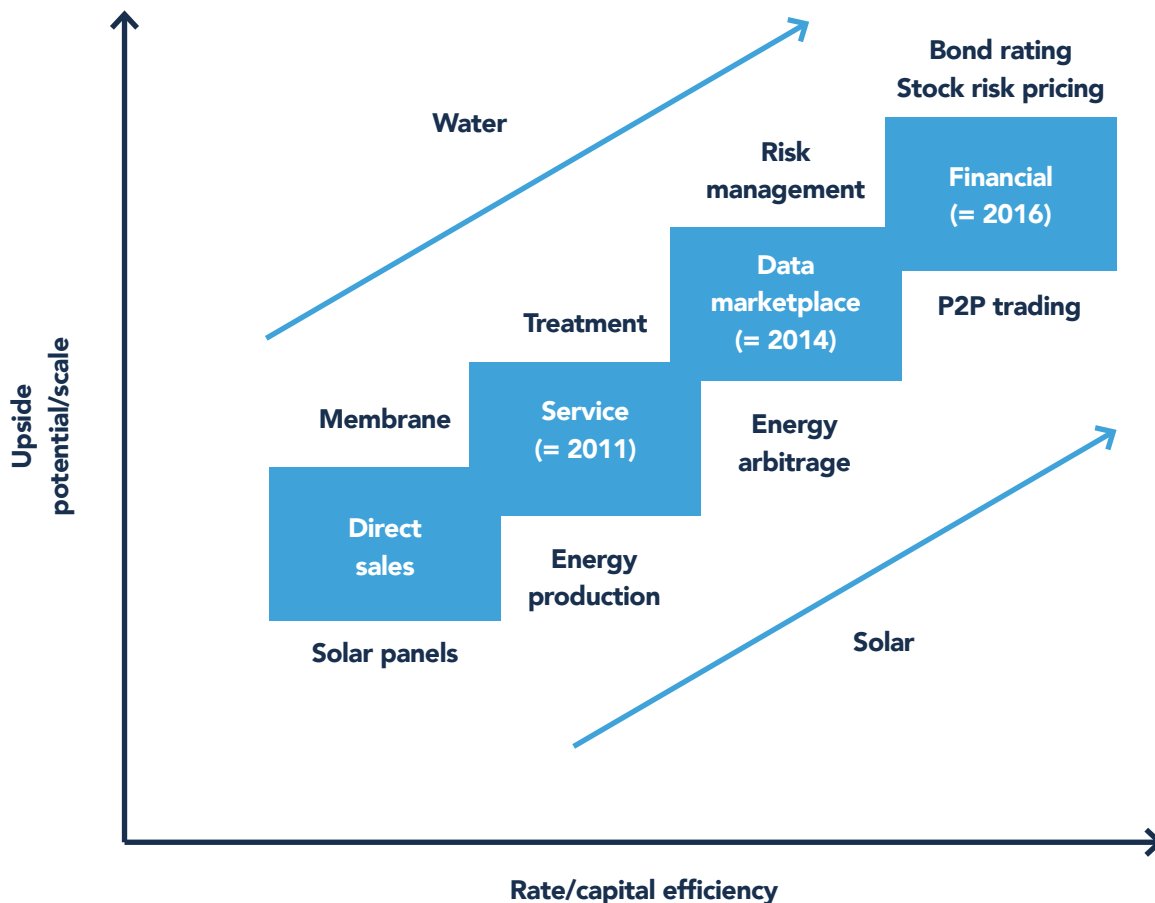 Bond rating
Stock risk pricing
Water
Risk
management
Financial
(= 2016)
Data
marketplace
(= 2014)
P2P trading
Treatment
Membrane
Service
(= 2011)
Energy
arbitrage
Upside
potential/scale
Direct
sales
Energy
production
Solar panels
Solar
Rate/capital efficiency